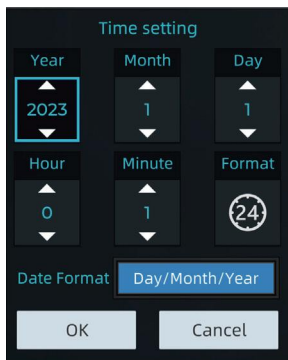 Time setting
Year Month Day
2023 1 1
Hour Minute Format
0 1 24
Date Format Day/Month/Year
OK Cancel